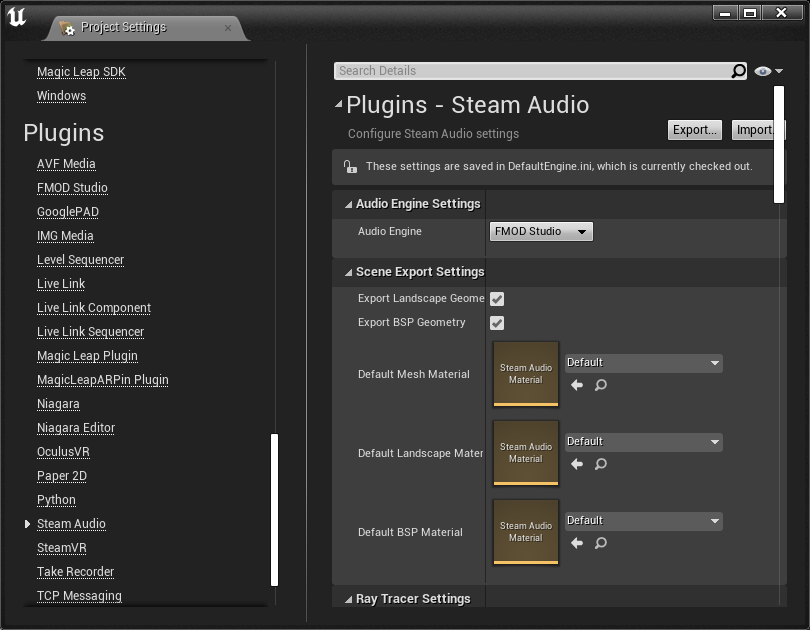 Project Settings
Magic Leap SDK
Windows
Plugins
AVF Media
FMOD Studio
GooglePAD
IMG Media
Level Sequencer
Live Link
Live Link Component
Live Link Sequencer
Magic Leap Plugin
MagicLeapARPin Plugin
Niagara
Niagara Editor
OculusVR
Paper 2D
Python
Steam Audio
SteamVR
Take Recorder
TCP Messaging
Search Details
Plugins - Steam Audio
Configure Steam Audio settings
Export...
Import.
These settings are saved in DefaultEngine.ini, which is currently checked out.
Audio Engine Settings
Audio Engine
FMOD Studio
Scene Export Settings
Export Landscape Geome
Export BSP Geometry
Default Mesh Material
Steam Audio
Material
Default
Default Landscape Mater
Steam Audio
Material
Default
Default BSP Material
Steam Audio
Material
Default
Ray Tracer Settings